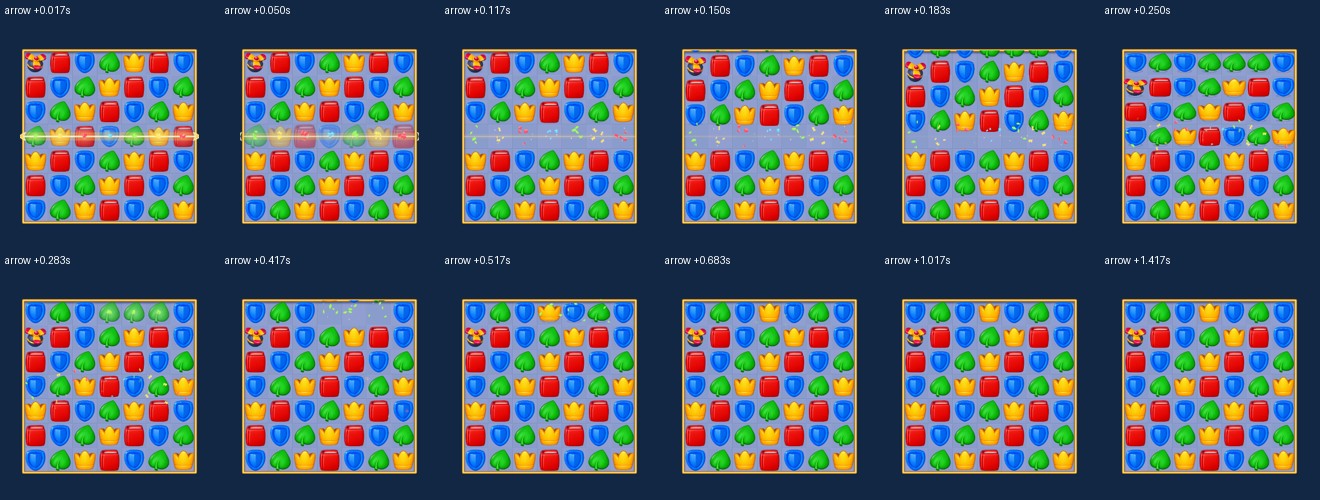 arrow +0.017s
arrow +0.050s
arrow +0.117s
arrow +0.150s
arrow +0.183s
arrow +0.250s
arrow +0.283s
arrow +0.417s
arrow +0.517s
arrow +0.683s
arrow +1.017s
arrow +1.417s